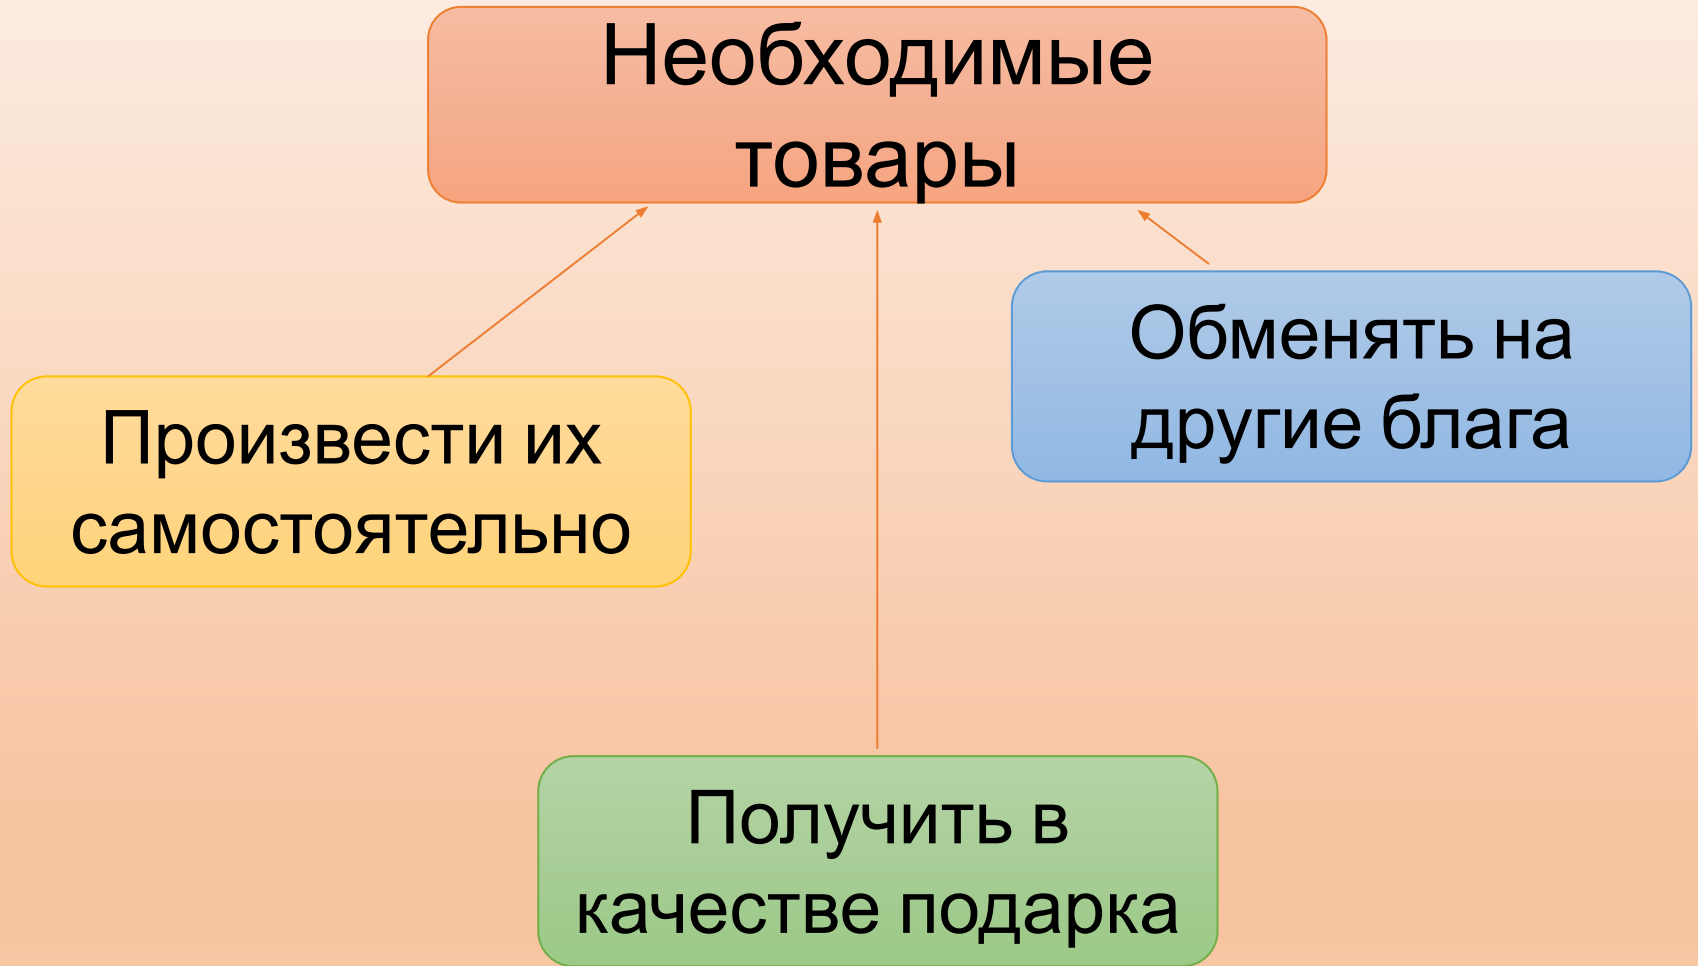 Необходимые
товары
Обменять на
другие блага
Произвести их
самостоятельно
Получить в
качестве подарка